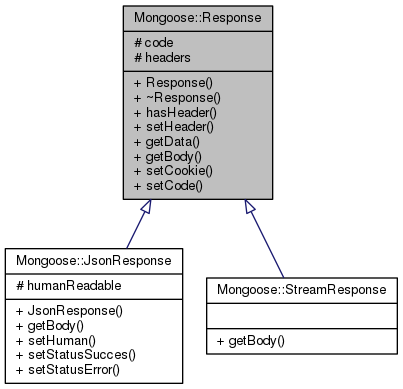 Mongoose::Response
# code
# headers
+ Response()
+ ~Response()
+ hasHeader()
+ setHeader()
+ getData()
+ getBody()
+ setCookie()
+ setCode()
Mongoose::JsonResponse
# humanReadable
+ JsonResponse()
+ getBody()
+ setHuman()
+ setStatusSucces()
+ setStatusError()
Mongoose::StreamResponse
+ getBody()